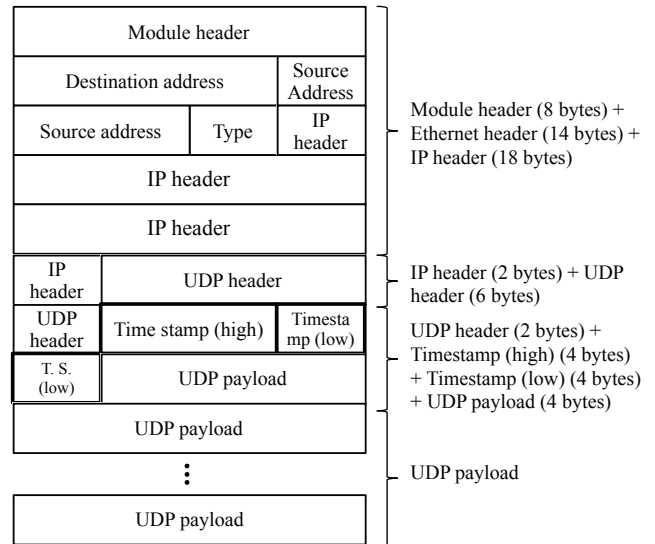 Module header
Destination address
Source
Address
Source address
Type
IP
header
IP header
IP header
IP
header
UDP header
UDP
header
Time stamp (high)
Timesta
mp (low)
T. S.
(low)
UDP payload
UDP payload
UDP payload
Module header (8 bytes) +
Ethernet header (14 bytes) +
IP header (18 bytes)
IP header (2 bytes) + UDP
header (6 bytes)
UDP header (2 bytes) +
Timestamp (high) (4 bytes)
+ Timestamp (low) (4 bytes)
+ UDP payload (4 bytes)
UDP payload